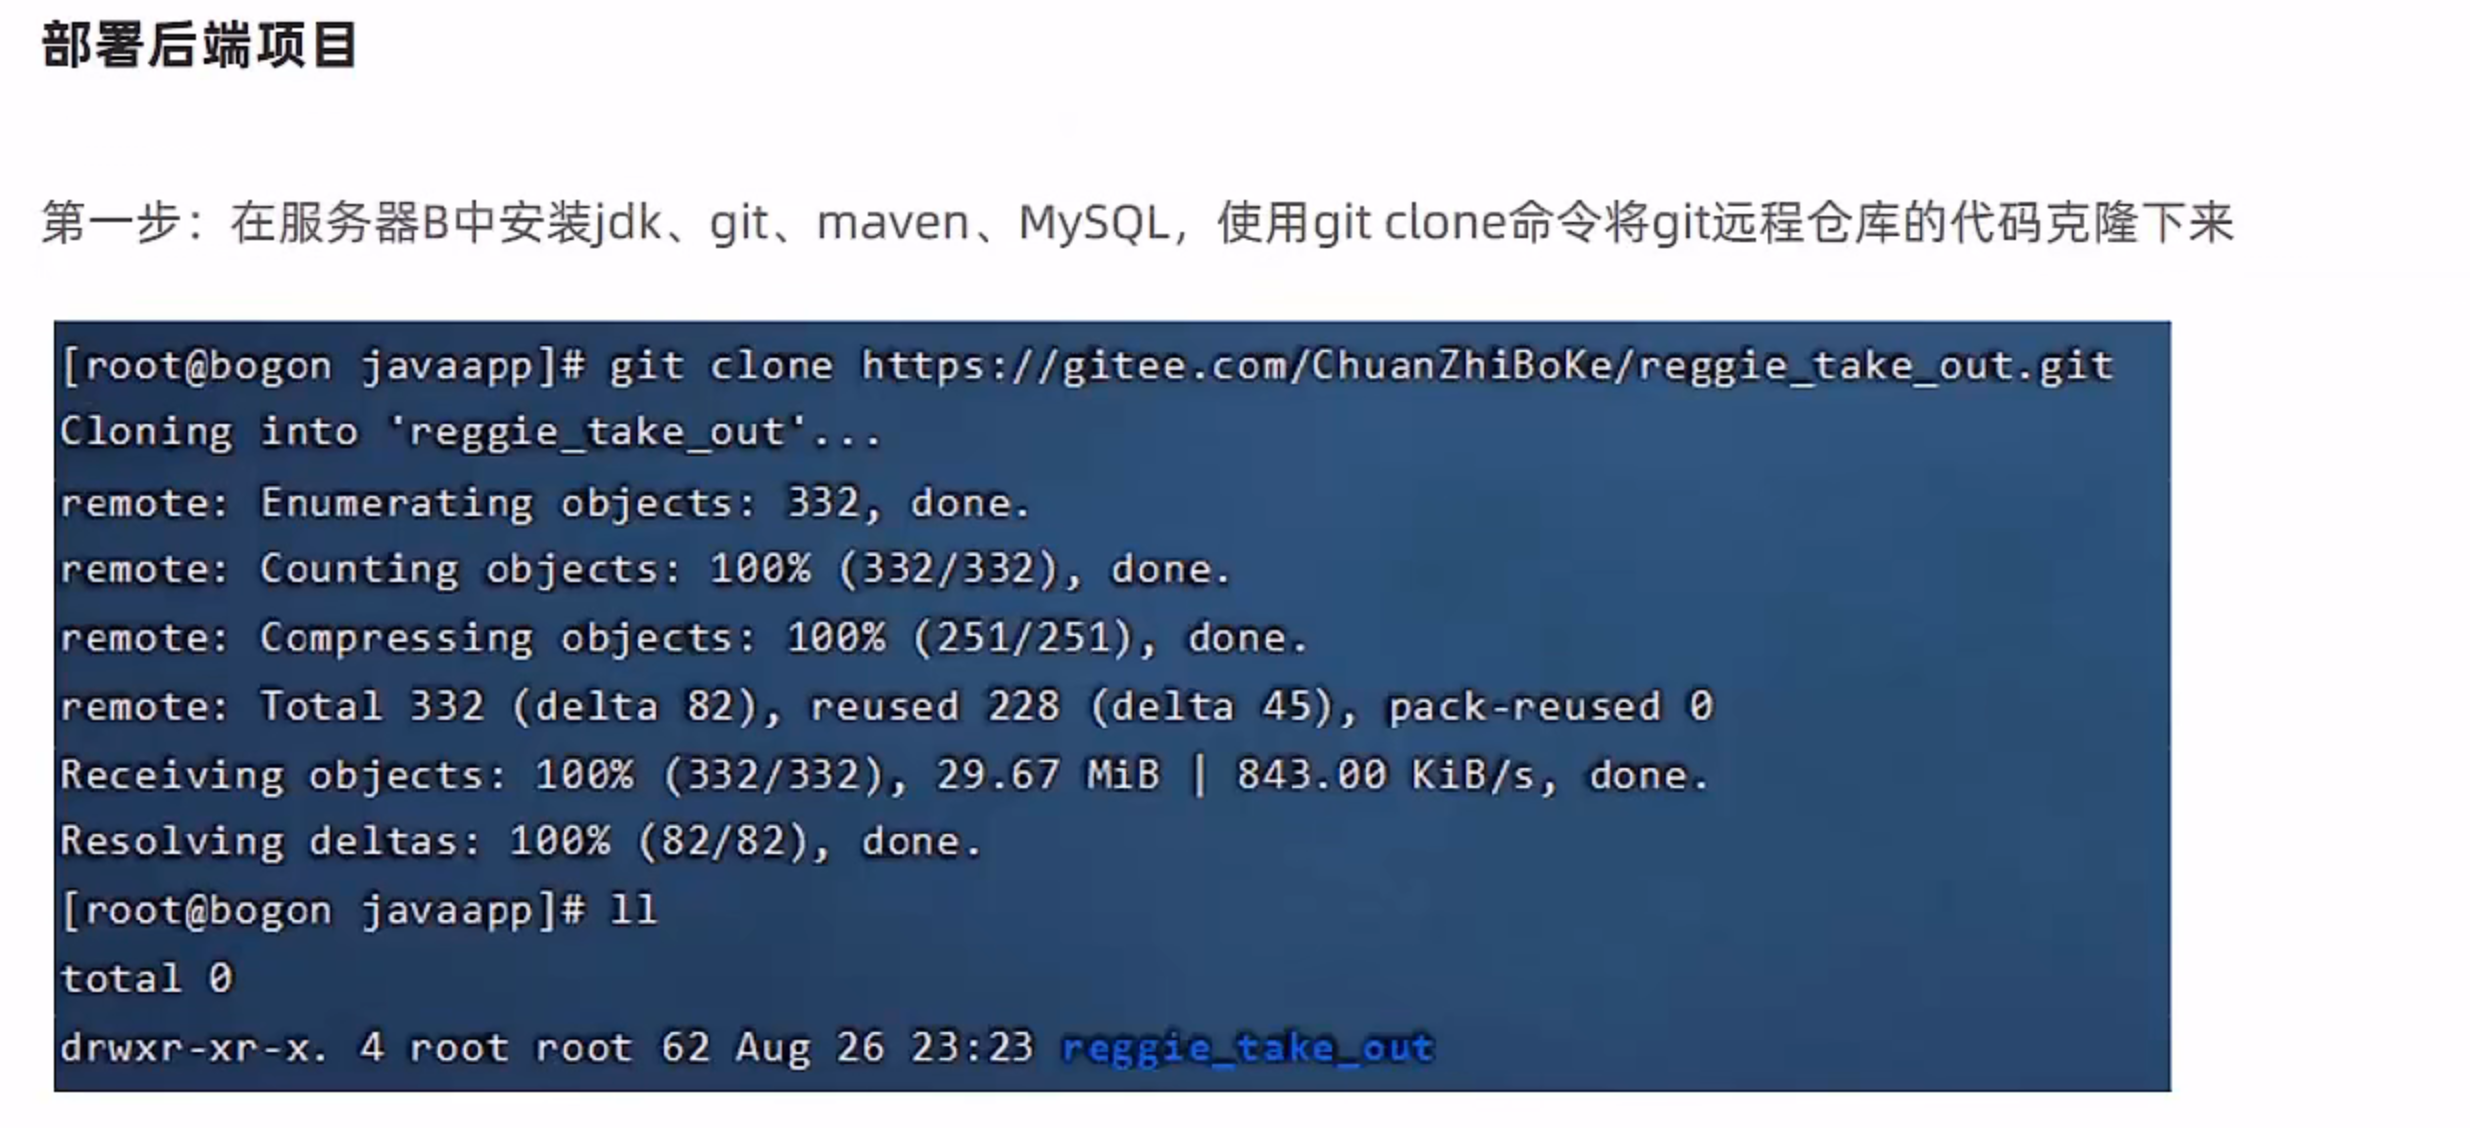 部署后端项目
第一步：在服务器B中安装jdk、git、maven、MySQL，使用git clone命令将git远程仓库的代码克隆下来
[root@bogon javaapp]# git clone https://gitee.com/ChuanZhiBoKe/reggie_take_out.git
Cloning into 'reggie_take_out'...
remote: Enumerating objects: 332, done.
remote: Counting objects: 100% (332/332), done.
remote: Compressing objects: 100% (251/251), done.
remote: Total 332 (delta 82), reused 228 (delta 45), pack-reused 0
Receiving objects: 100% (332/332), 29.67 MiB | 843.00 KiB/s, done.
Resolving deltas: 100% (82/82), done.
[root@bogon javaapp]# ll
total 0
drwxr-xr-x. 4 root root 62 Aug 26 23:23 reggie_take_out